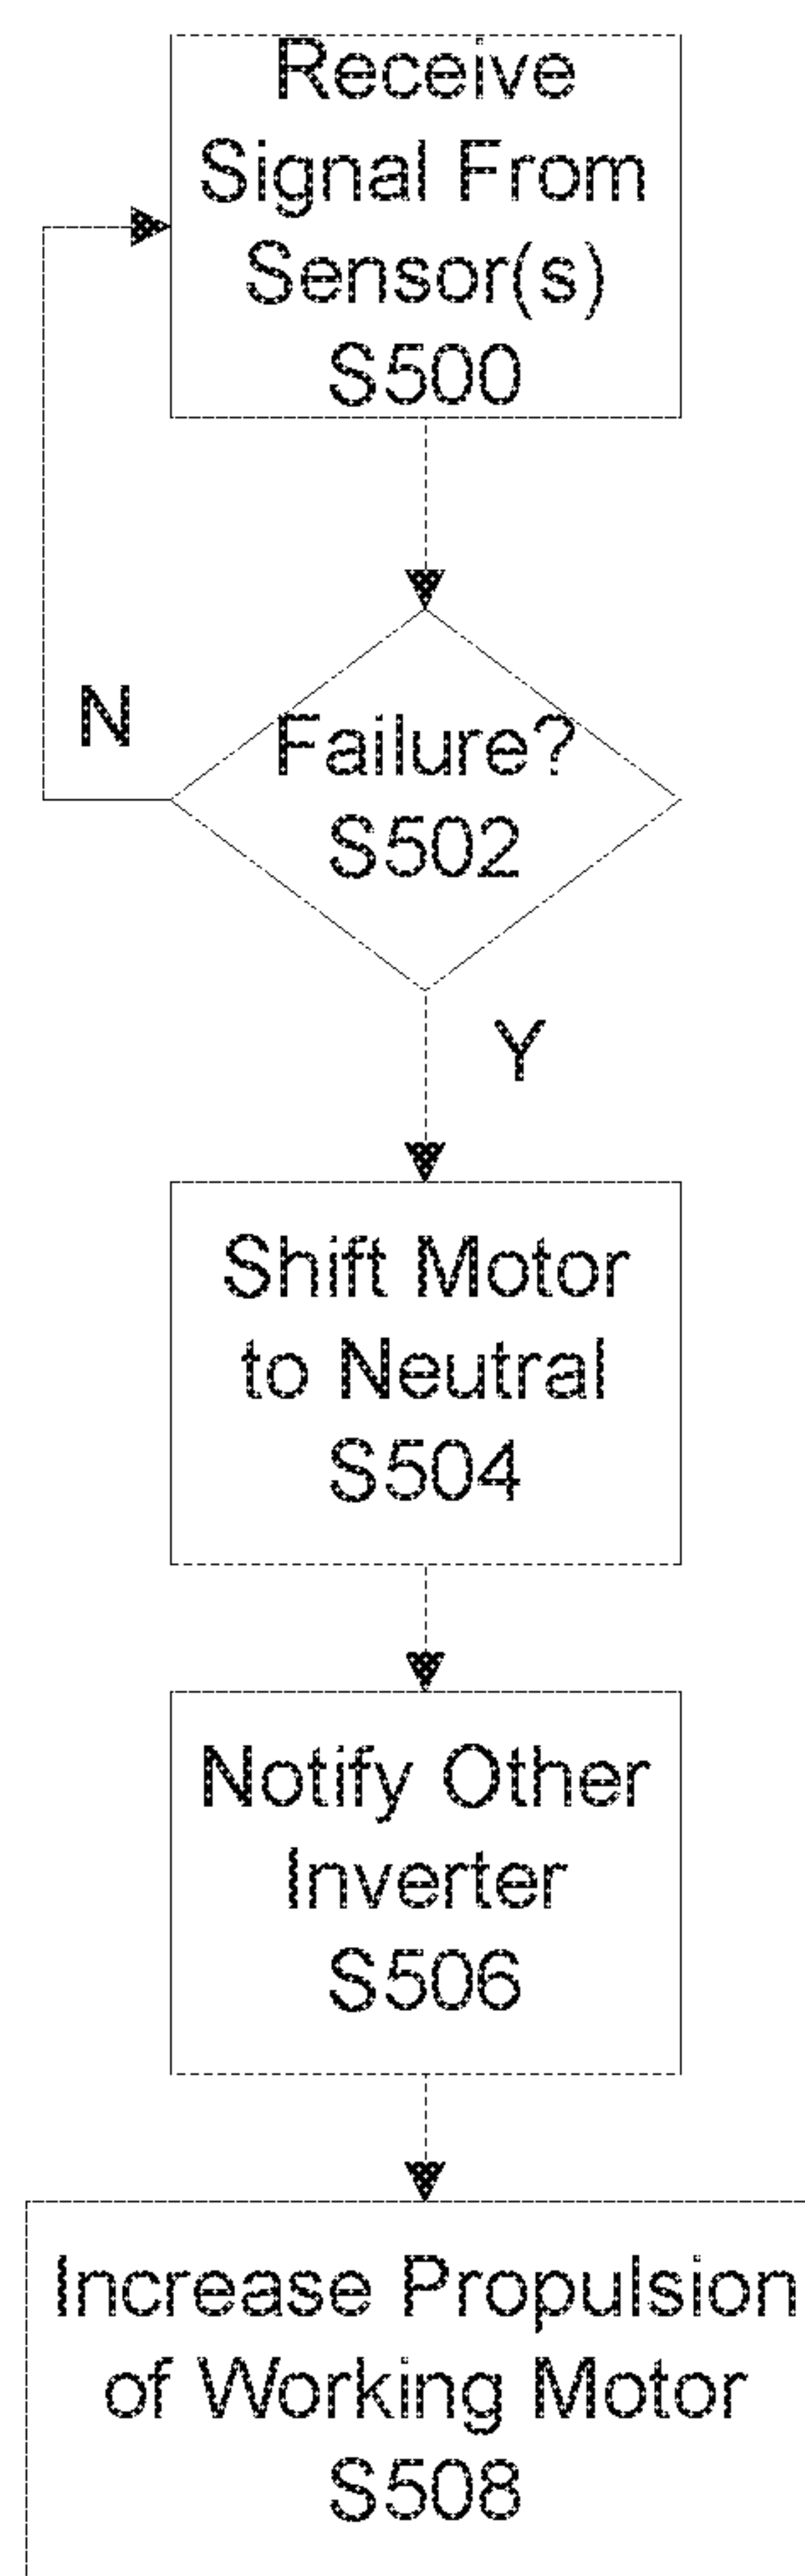 Receive
Signal From
Sensor(s)
S500
Failure?
S502
N
Y
Shift Motor
to Neutral
S504
Notify Other
Inverter
S506
Increase Propulsion
of Working Motor
S508